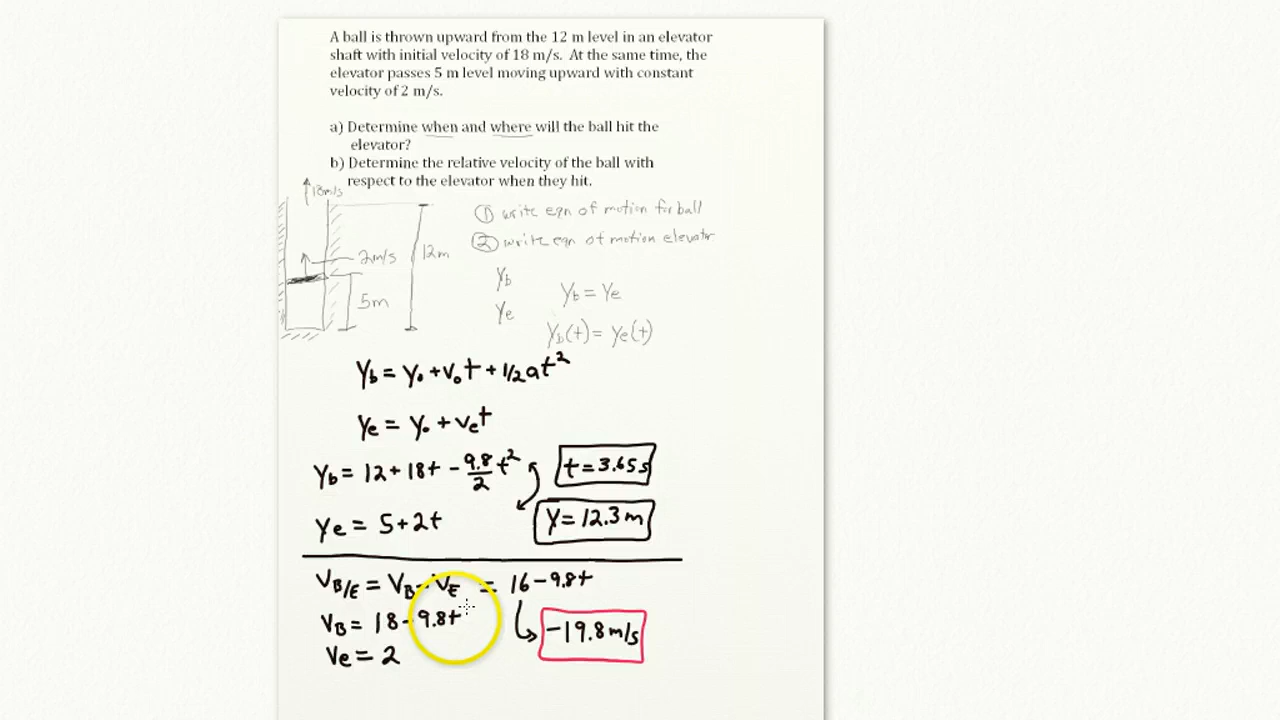 A ball is thrown upward from the 12 m level in an elevator
shaft with initial velocity of 18 m/s. At the same time, the
elevator passes 5 m level moving upward with constant
velocity of 2 m/s.
a) Determine when and where will the ball hit the
elevator?
b) Determine the relative velocity of the ball with
respect to the elevator when they hit.
18m/s
① write eqn of motion for ball
② write eqn of motion elevator
2m/s
12m
5m
Yb
Ye
Yb = Ye
Yb(t) = Ye(t)
Yb = Yo + Vot + 1/2at²
Ye = Yo + Vet
Yb = 12 + 18t - 9.8/2 t²
t = 3.65s
Ye = 5 + 2t
Y = 12.3m
VB/E = VB - VE = 16 - 9.8t
VB = 18 - 9.8t
-19.8m/s
Ve = 2